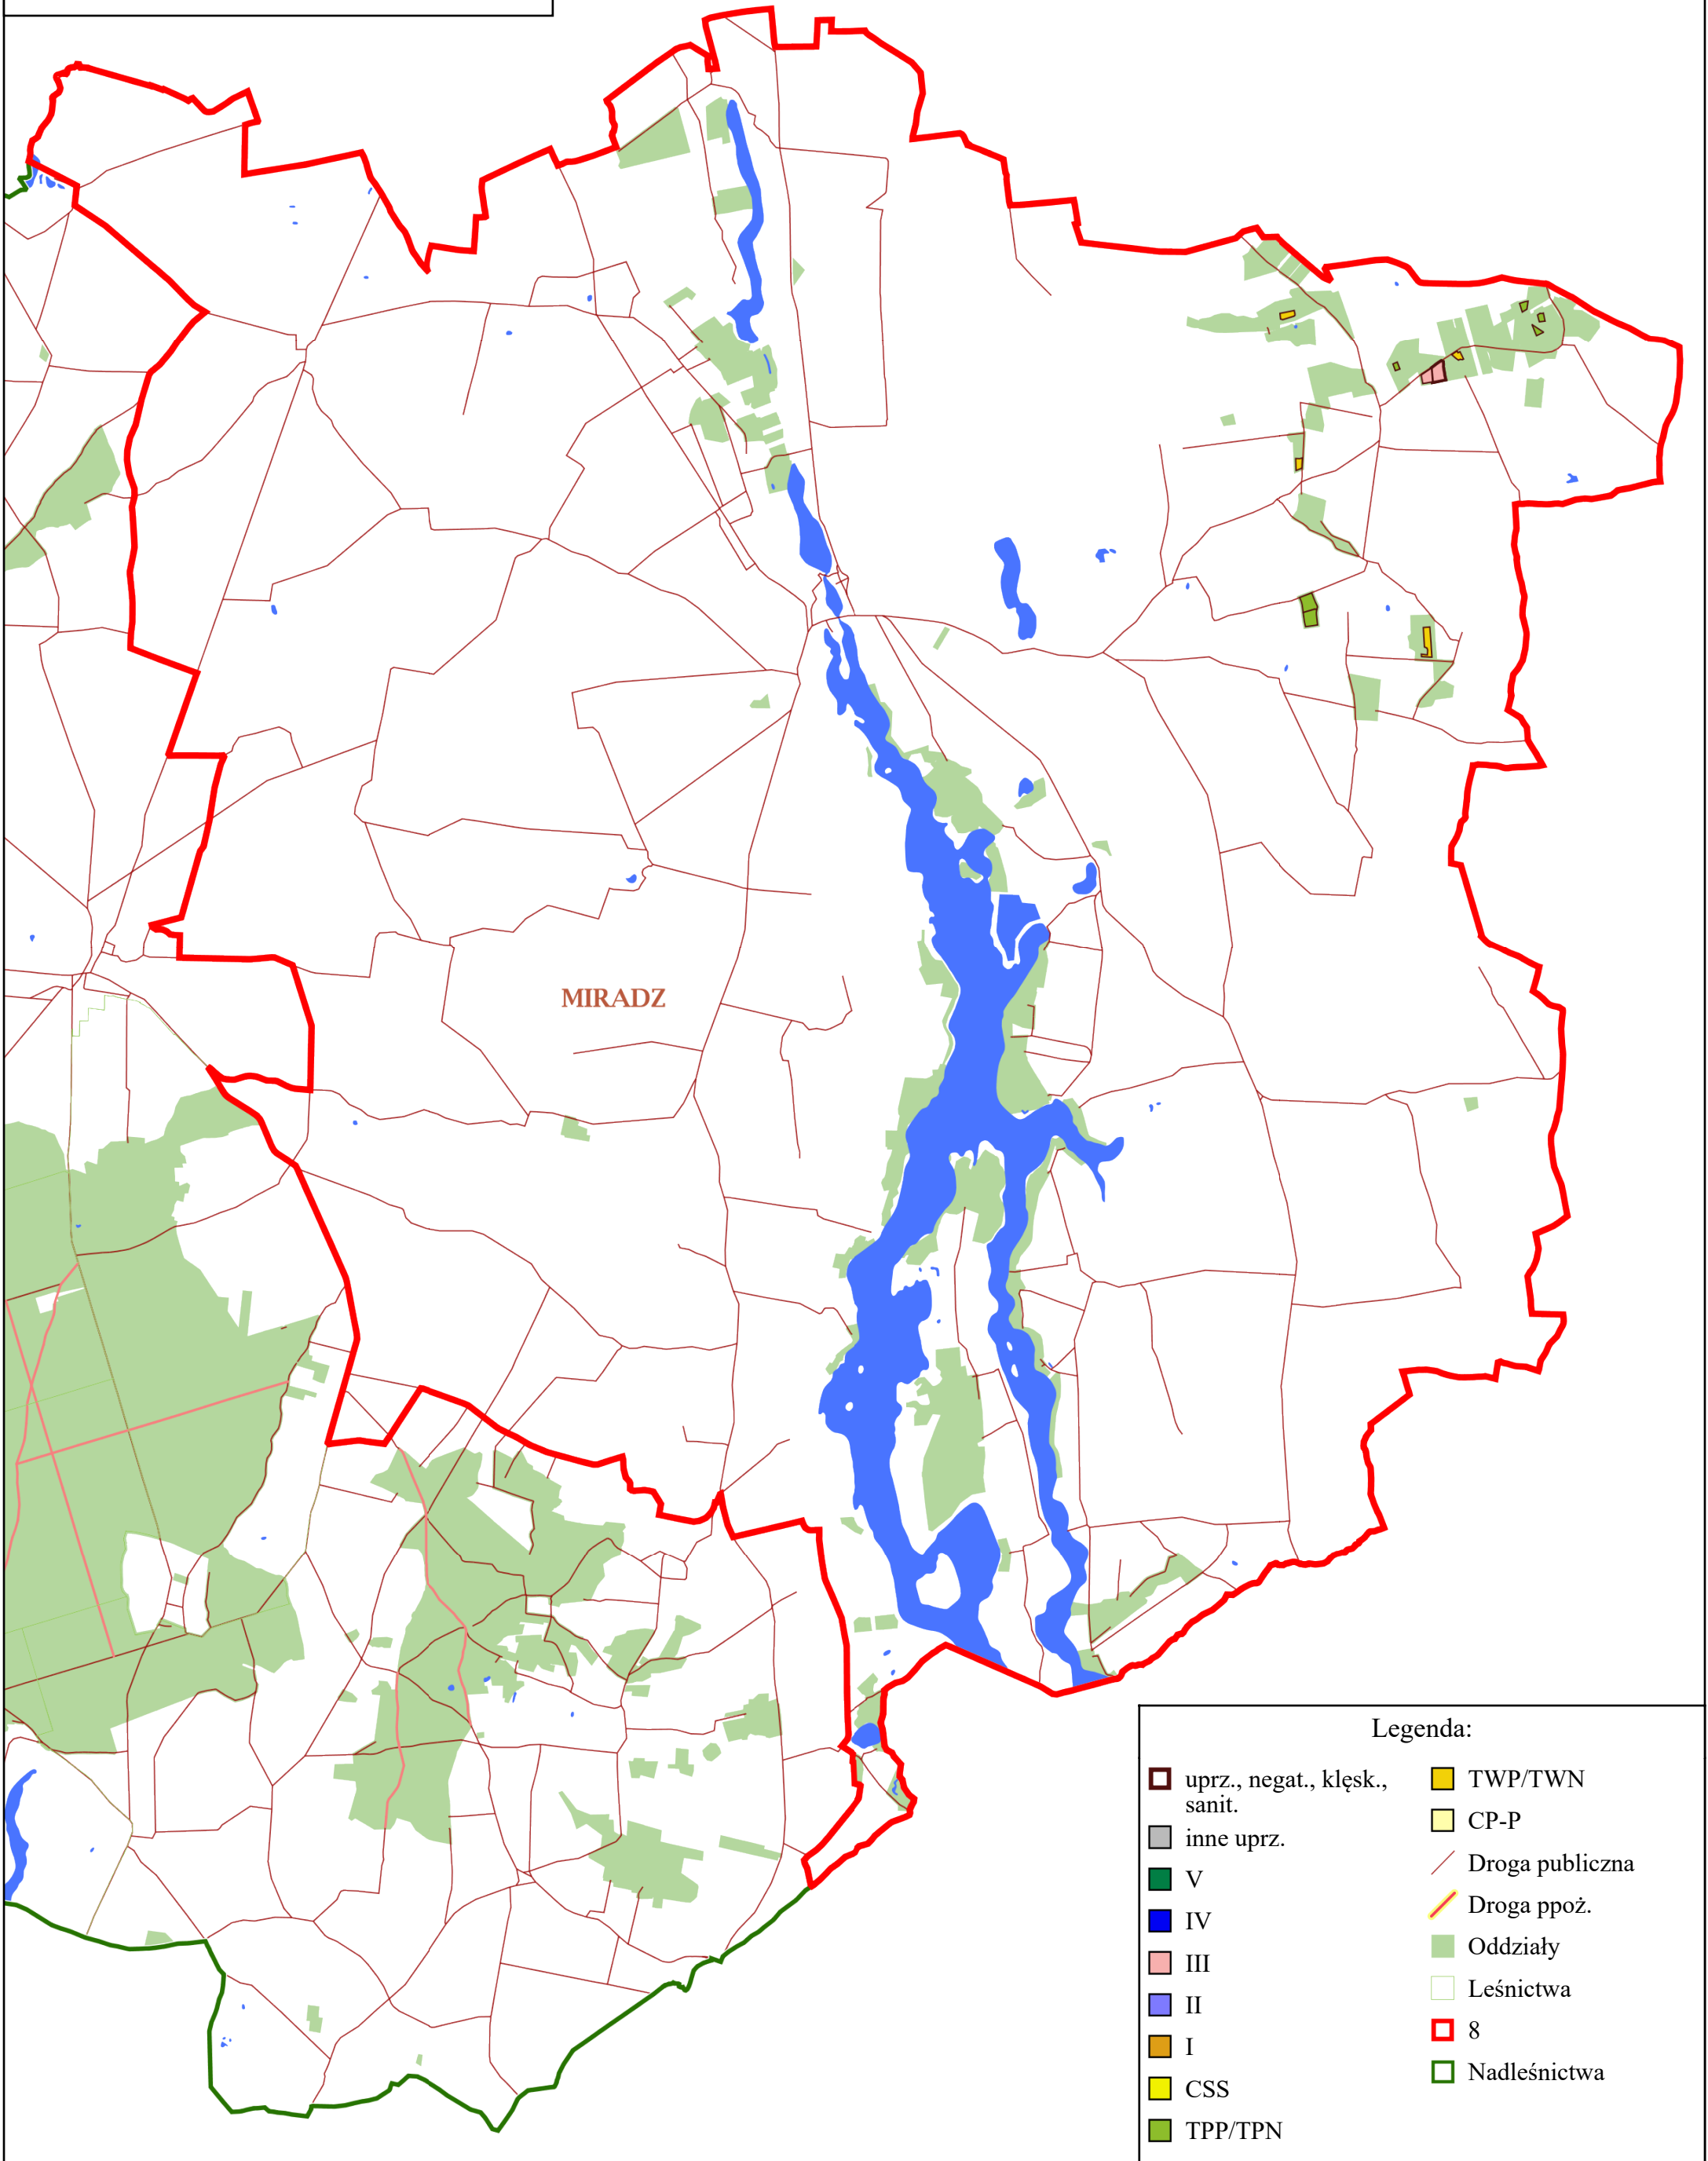 MIRADZ
Legenda:
uprz., negat., klęsk.,
sanit.
inne uprz.
V
IV
III
II
I
CSS
TPP/TPN
TWP/TWN
CP-P
Droga publiczna
Droga ppoż.
Oddziały
Leśnictwa
8
Nadleśnictwa